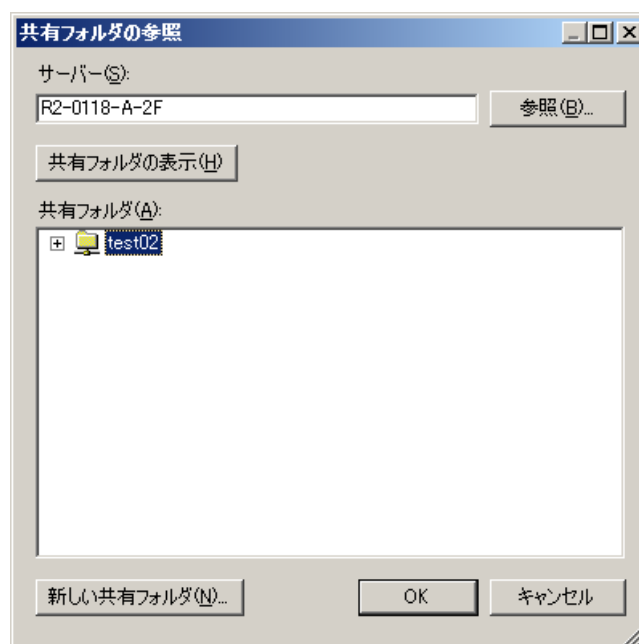 共有フォルダの参照
サーバー(S):
R2-0118-A-2F
参照(B)...
共有フォルダの表示(H)
共有フォルダ(A):
test02
新しい共有フォルダ(N)...
OK
キャンセル